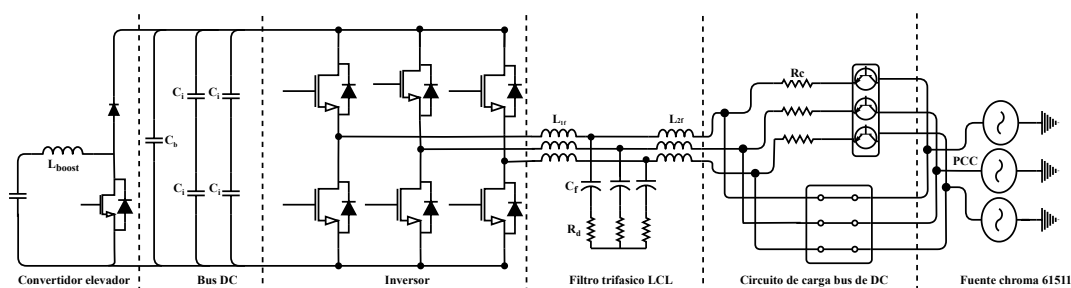 Rc
L1f
L2f
Ci
Ci
Cb
Lboost
PCC
Cf
Ci
Ci
Rd
Convertidor elevador
Bus DC
Inversor
Filtro trifasico LCL
Circuito de carga bus de DC
Fuente chroma 61511